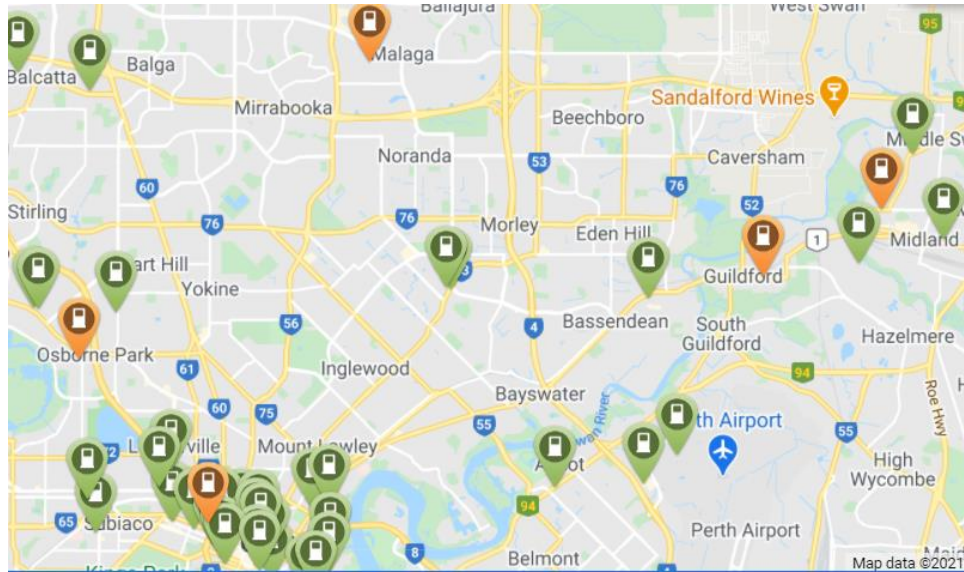 Ballajura
West Swan
95
Malaga
Balcatta
Balga
Sandalford Wines
Mirrabooka
Beechboro
Noranda
53
Caversham
60
76
52
Stirling
76
76
Morley
Eden Hill
1
Midland
Guildford
Yokine
Bassendean
South
Guildford
Hazelmere
56
4
Osborne Park
61
Inglewood
94
Bayswater
60
75
Roe Hwy
55
Mount Lawley
Airport
55
High
Wycombe
94
65
Subiaco
Perth Airport
8
Belmont
Map data ©2021